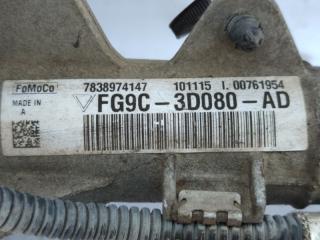 FoMoCo 7838974147 101115 I. 00761954
MADE IN
A
FG9C-3D080-AD